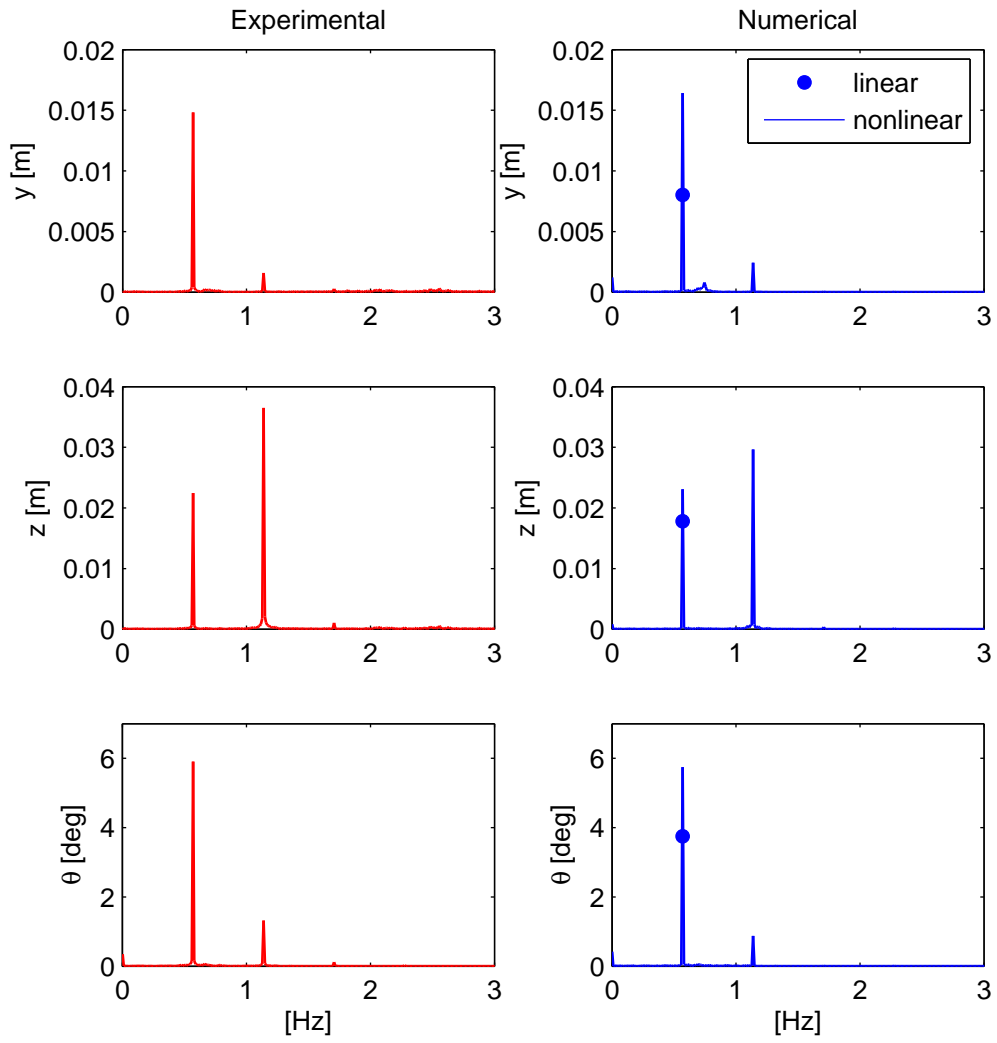 Experimental
0.02
0.015
0.01
0.005
0
y [m]
0 1 2 3
Numerical
0.02
0.015
0.01
0.005
0
y [m]
0 1 2 3
linear
nonlinear
0.04
0.03
0.02
0.01
0
z [m]
0 1 2 3
0.04
0.03
0.02
0.01
0
z [m]
0 1 2 3
6
4
2
0
θ [deg]
0 1 2 3
[Hz]
6
4
2
0
θ [deg]
0 1 2 3
[Hz]